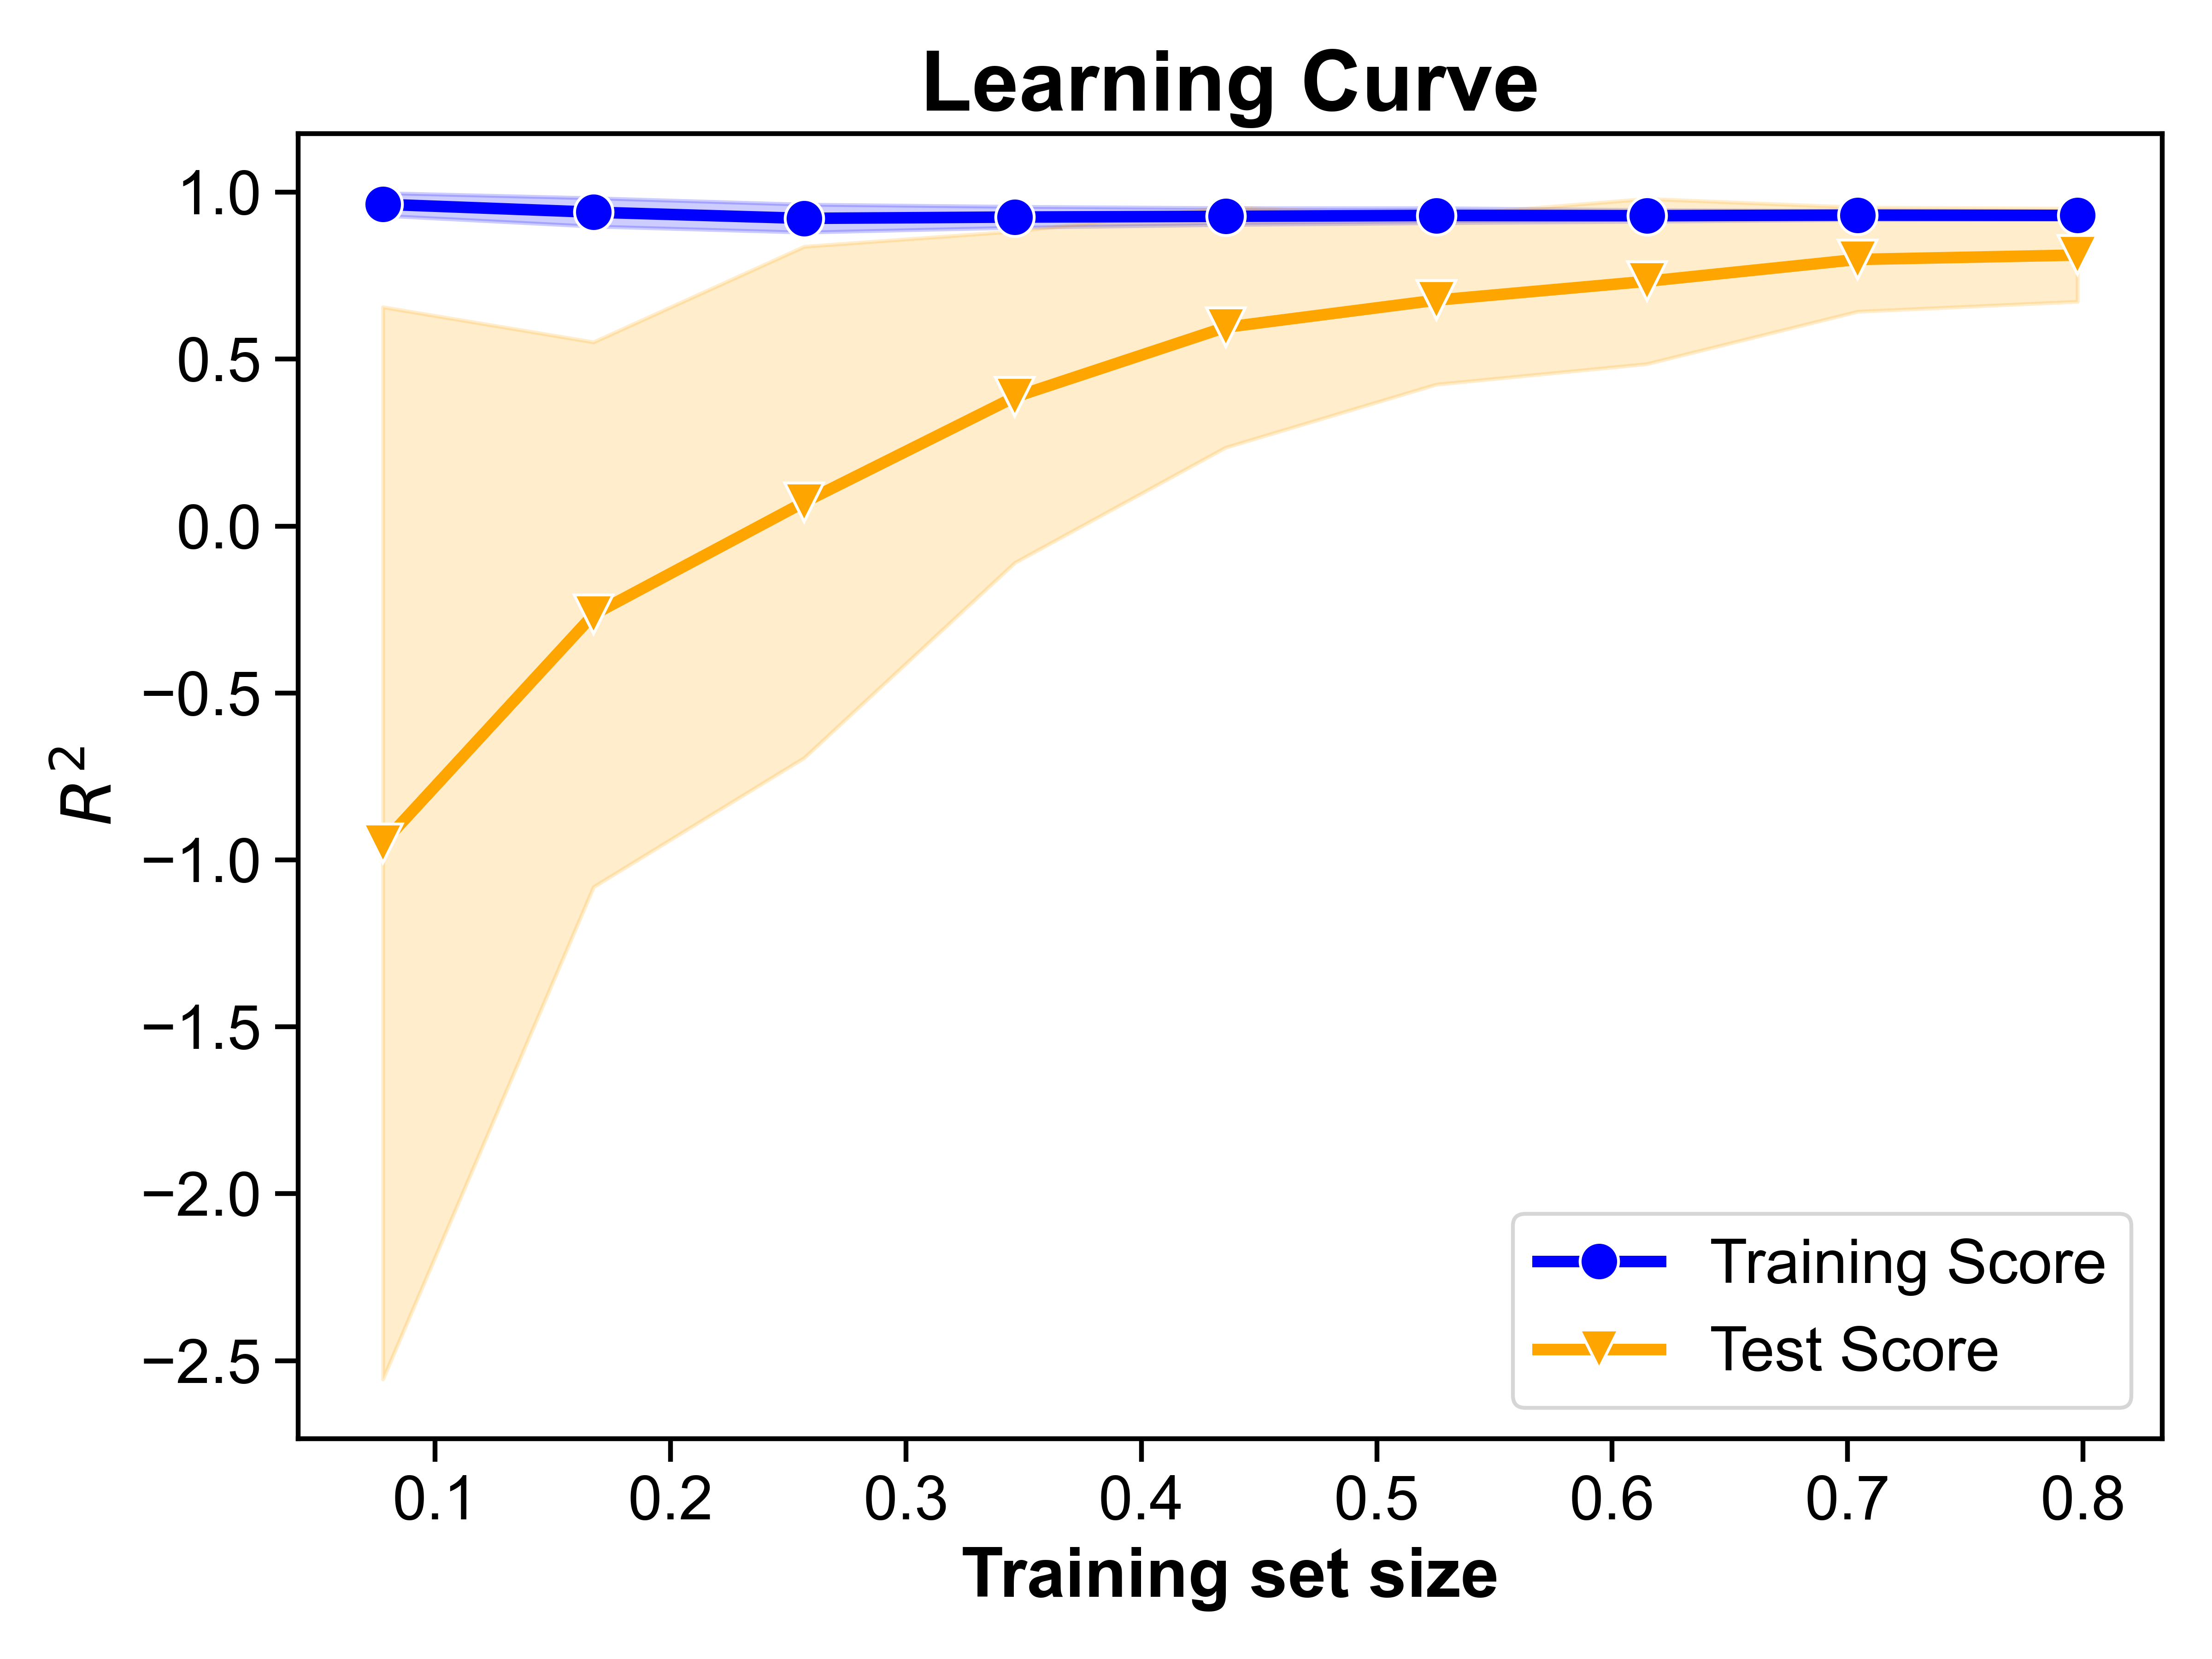 Learning Curve
1.0
0.5
0.0
−0.5
−1.0
−1.5
−2.0
−2.5
R²
Training Score
Test Score
0.1 0.2 0.3 0.4 0.5 0.6 0.7 0.8
Training set size